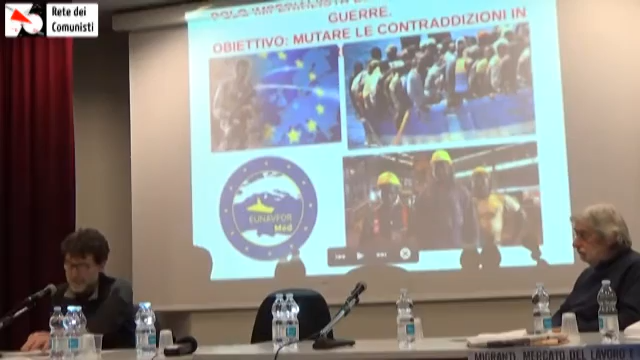 Rete dei
Comunisti
GUERRE.
OBIETTIVO: MUTARE LE CONTRADDIZIONI IN
EUNAVFOR
Med
MIGRANTI, MERCATO DEL LAVORO